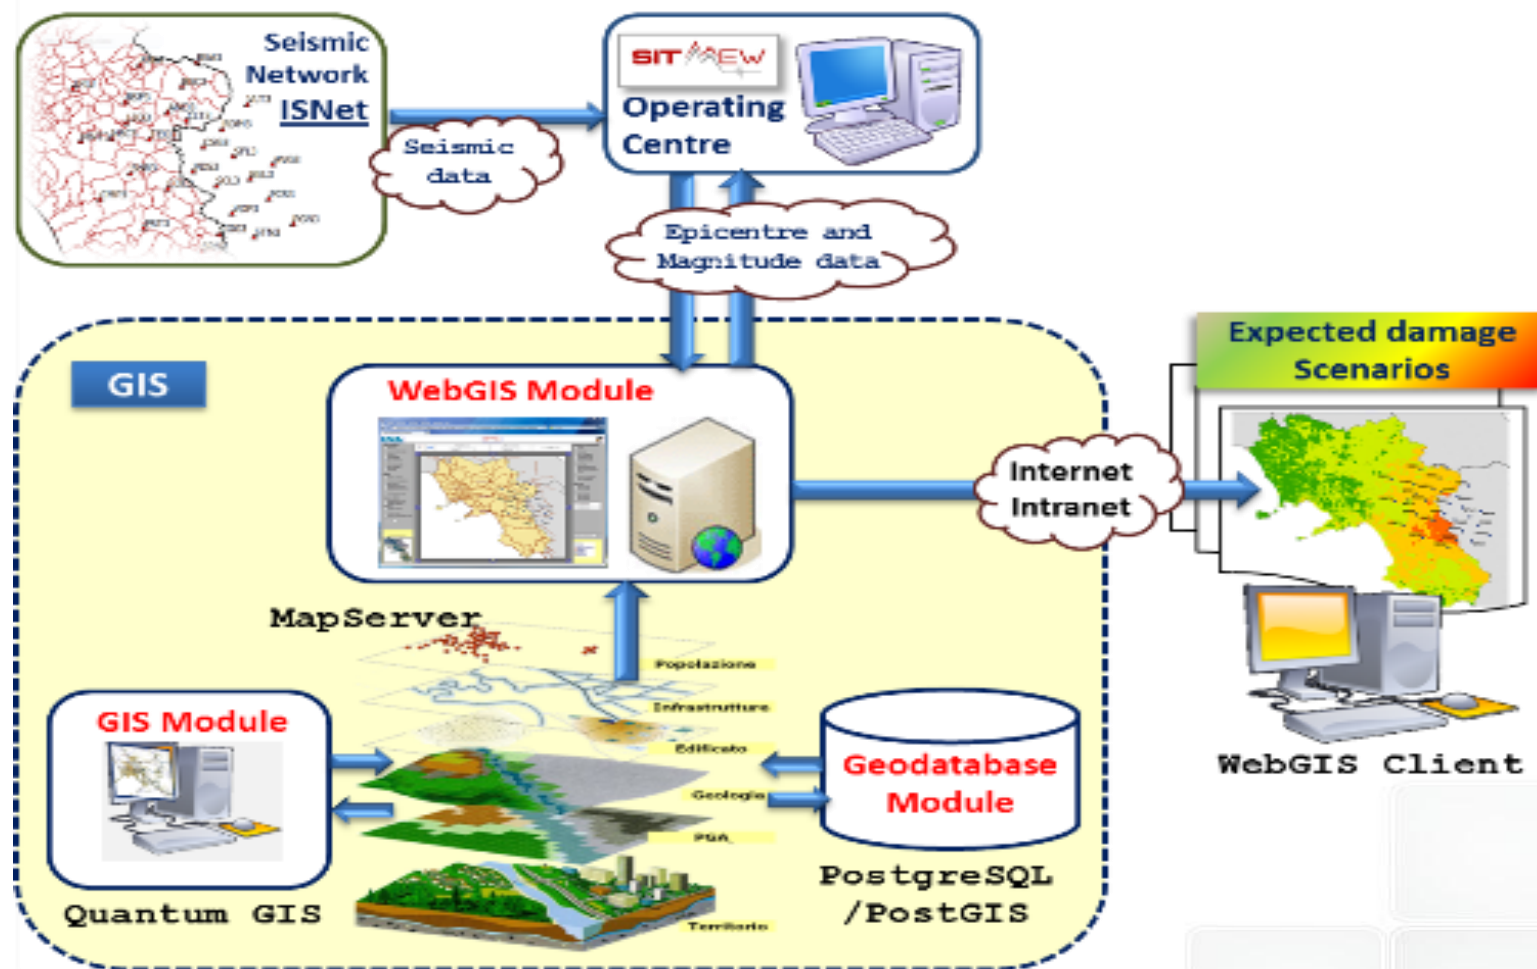 Seismic
Network
ISNet
SIT MEW
Operating
Centre
Seismic
data
Epicentre and
Magnitude data
GIS
WebGIS Module
Expected damage
Scenarios
Internet
Intranet
MapServer
Popolazione
Infrastrutture
Edificato
Geologia
PGA
Territorio
GIS Module
Quantum GIS
Geodatabase
Module
PostgreSQL
/PostGIS
WebGIS Client